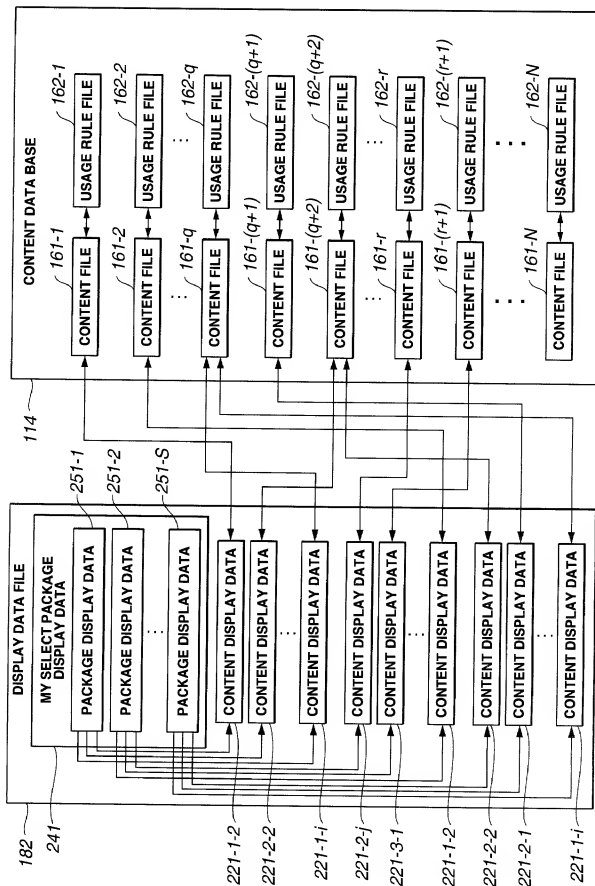 DISPLAY DATA FILE
182
MY SELECT PACKAGE
DISPLAY DATA
241
PACKAGE DISPLAY DATA
251-1
PACKAGE DISPLAY DATA
251-2
⋮
PACKAGE DISPLAY DATA
251-S
221-1-2
CONTENT DISPLAY DATA
221-2-2
CONTENT DISPLAY DATA
⋮
221-1-i
CONTENT DISPLAY DATA
221-2-j
CONTENT DISPLAY DATA
221-3-1
CONTENT DISPLAY DATA
⋮
221-1-2
CONTENT DISPLAY DATA
221-2-2
CONTENT DISPLAY DATA
221-2-1
CONTENT DISPLAY DATA
⋮
221-1-i
CONTENT DISPLAY DATA
114
CONTENT DATA BASE
161-1
162-1
CONTENT FILE
USAGE RULE FILE
161-2
162-2
CONTENT FILE
USAGE RULE FILE
⋮ 161-q
⋮ 162-q
CONTENT FILE
USAGE RULE FILE
161-(q+1)
162-(q+1)
CONTENT FILE
USAGE RULE FILE
161-(q+2)
162-(q+2)
CONTENT FILE
USAGE RULE FILE
⋮ 161-r
⋮ 162-r
CONTENT FILE
USAGE RULE FILE
161-(r+1)
162-(r+1)
CONTENT FILE
USAGE RULE FILE
⋮ 161-N
⋮ 162-N
CONTENT FILE
USAGE RULE FILE